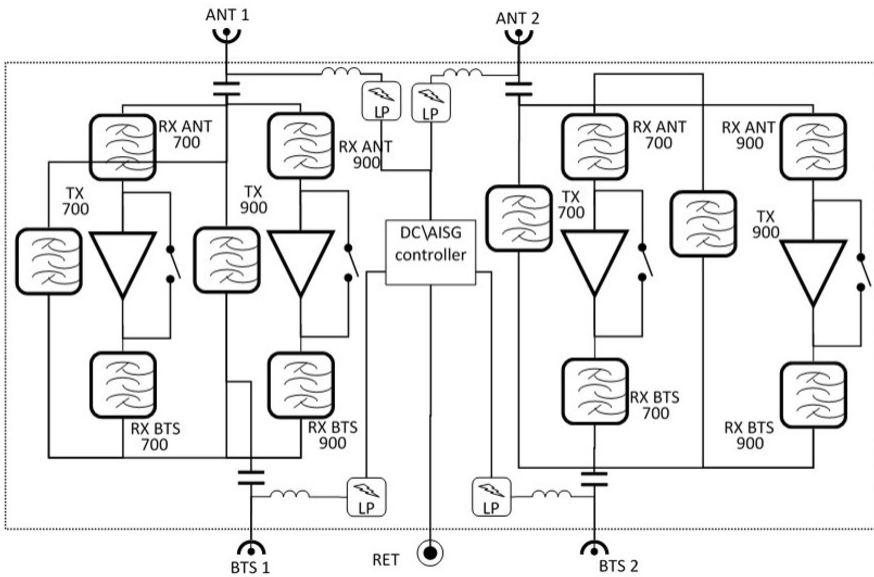 ANT 1
ANT 2
LP
LP
RX ANT
700
RX ANT
900
RX ANT
700
RX ANT
900
TX
700
TX
900
TX
700
TX
900
DC\AISG
controller
RX BTS
700
RX BTS
900
RX BTS
700
RX BTS
900
LP
LP
BTS 1
RET
BTS 2